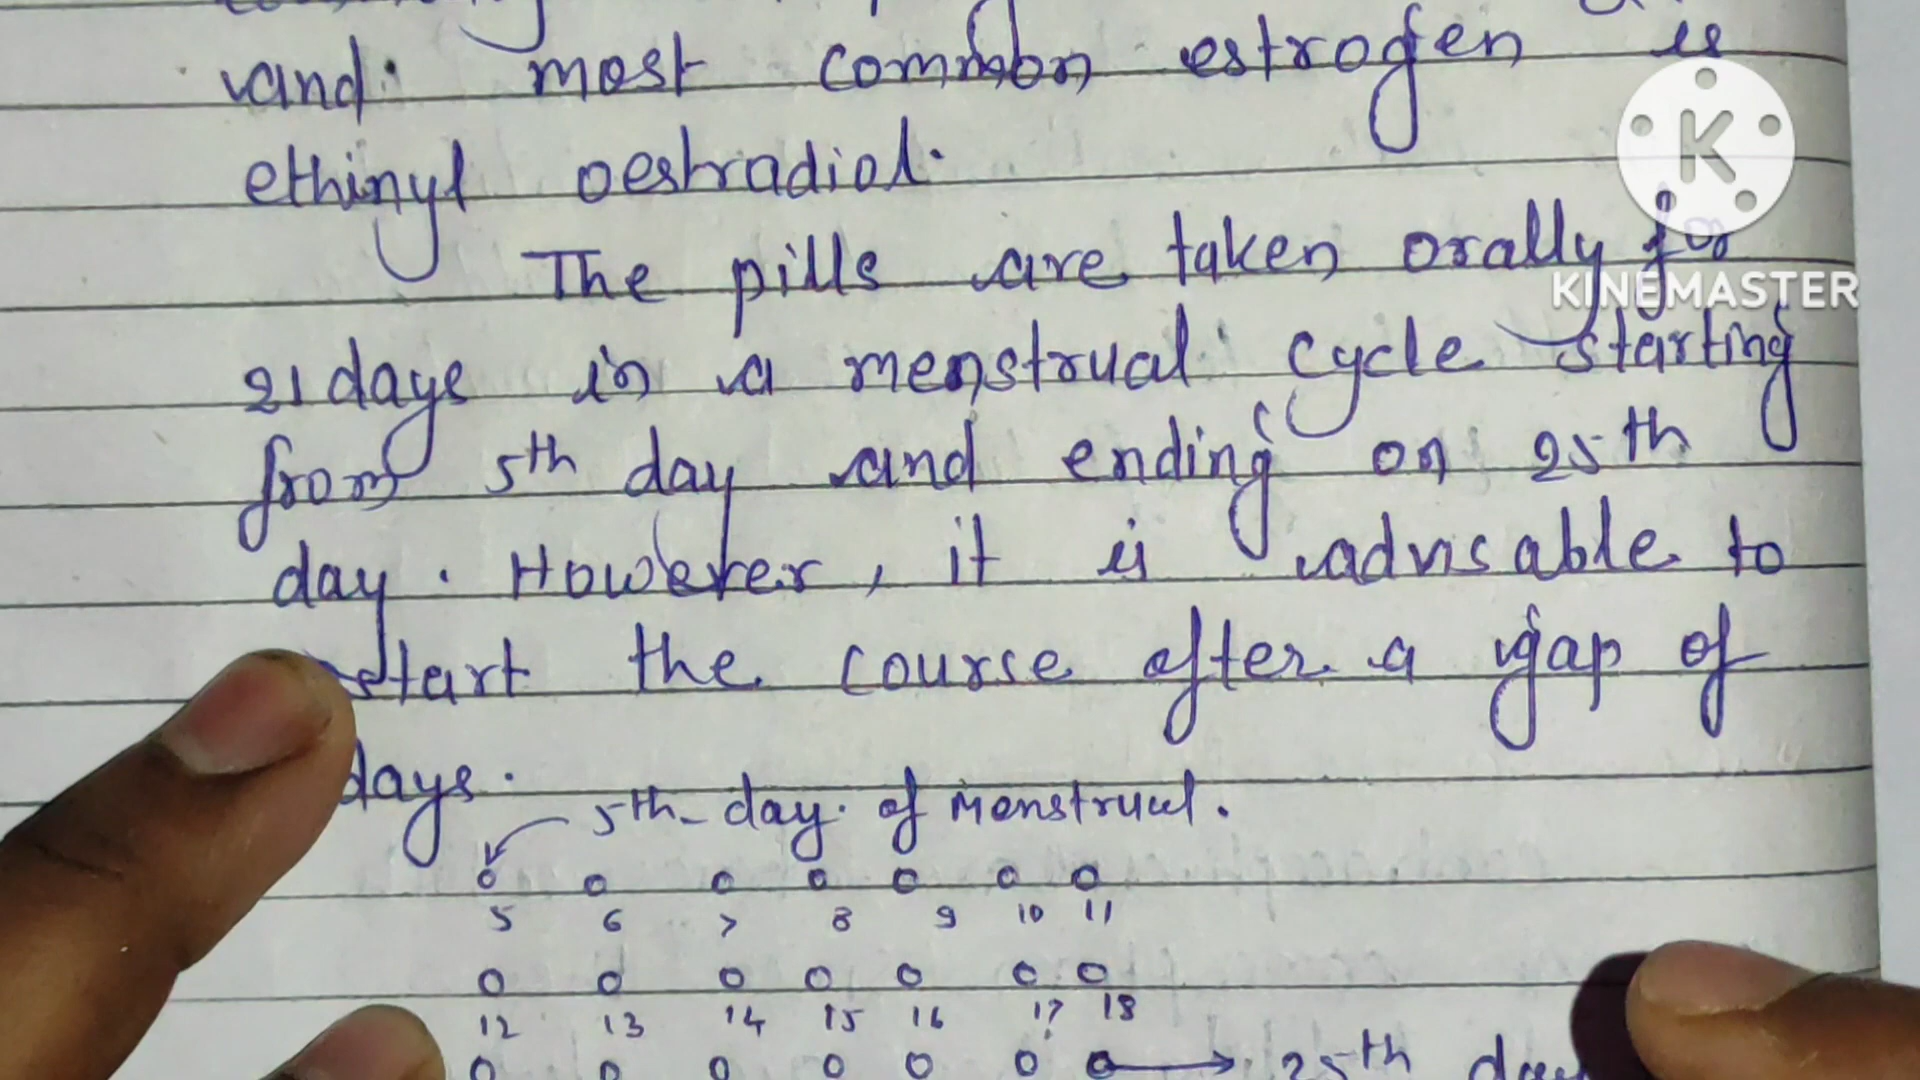 and most common estrogen is
ethinyl oestradiol.
The pills are taken orally for
KINEMASTER
21 days in a menstrual cycle starting
from 5th day and ending on 25th
day. However, it is advisable to
start the course after a gap of
days.
5th day of menstrual.
5 6 7 8 9 10 11
12 13 14 15 16 17 18
25th day